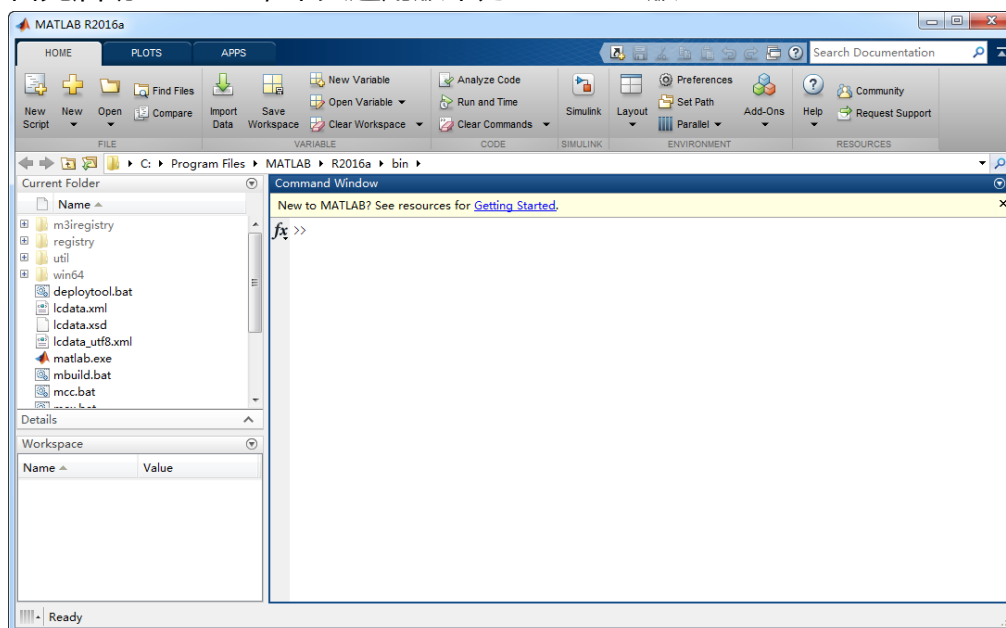 MATLAB R2016a
HOME PLOTS APPS
Search Documentation
New Script
New
Open
Find Files
Compare
Import Data
Save Workspace
New Variable
Open Variable
Clear Workspace
Analyze Code
Run and Time
Clear Commands
Simulink
Layout
Preferences
Set Path
Parallel
Add-Ons
Help
Community
Request Support
FILE VARIABLE CODE SIMULINK ENVIRONMENT RESOURCES
C: Program Files MATLAB R2016a bin
Current Folder
Name
m3iregistry
registry
util
win64
deploytool.bat
lcdata.xml
lcdata.xsd
lcdata_utf8.xml
matlab.exe
mbuild.bat
mcc.bat
Details
Workspace
Name Value
Command Window
New to MATLAB? See resources for Getting Started.
fx >>
Ready